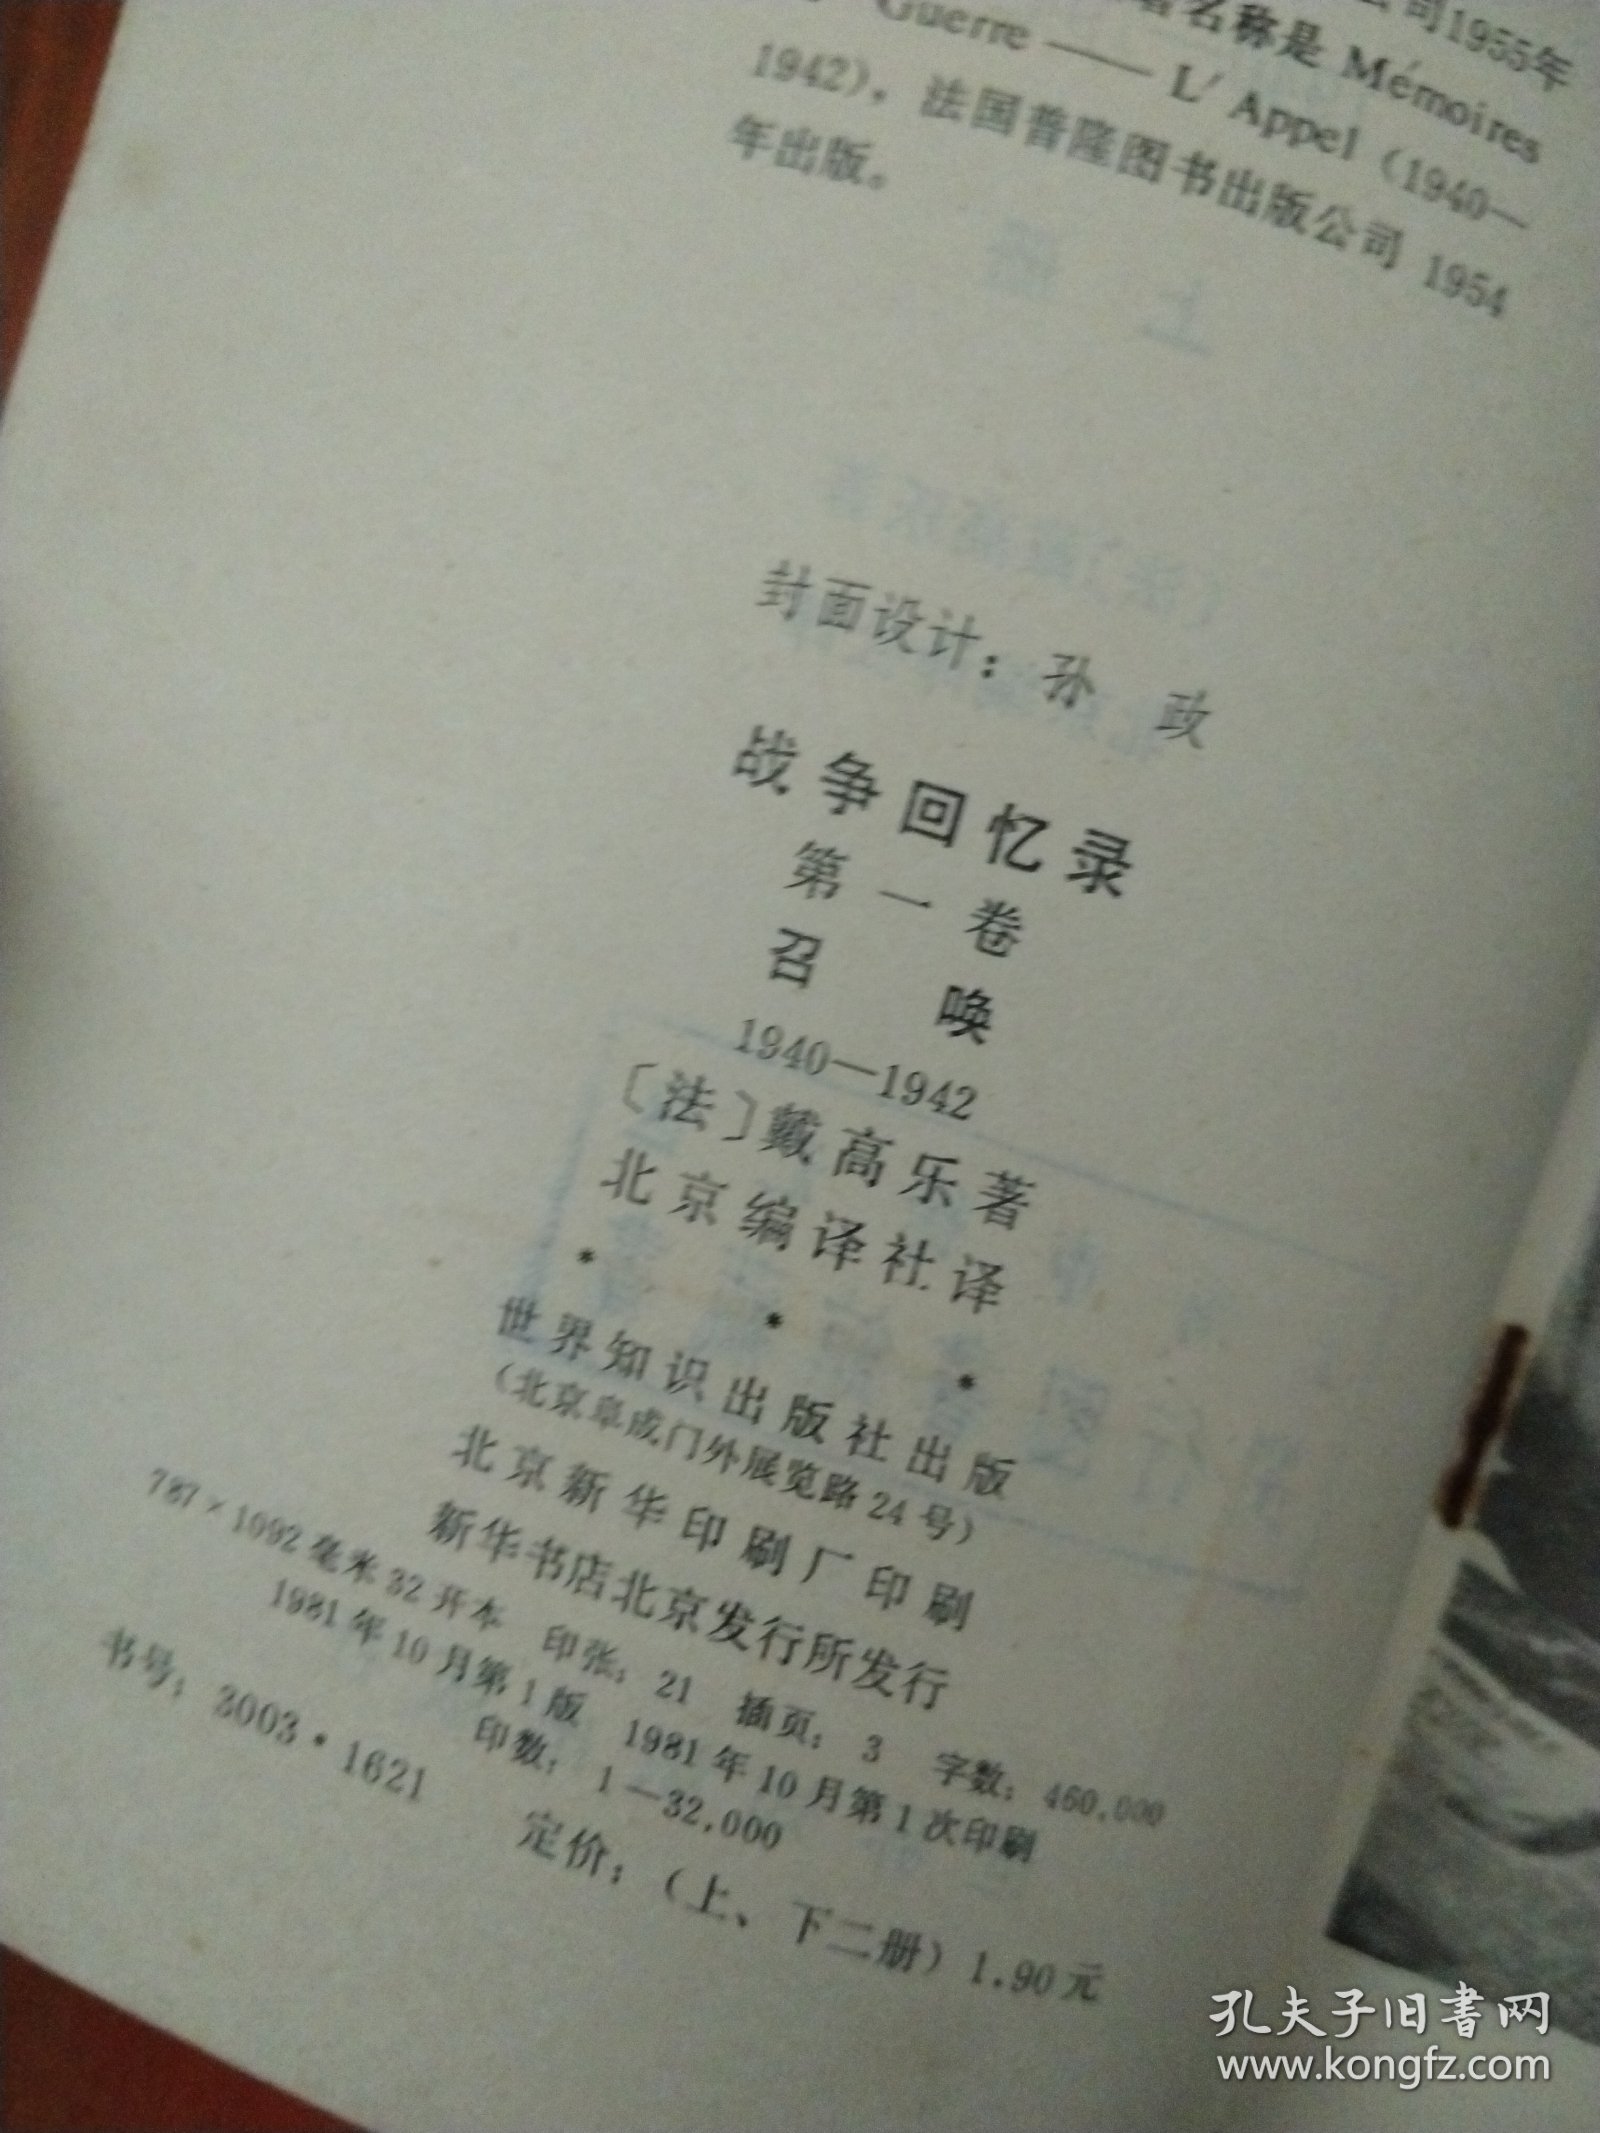 公司1955年
著名称是 Mémoires
Guerre —— L' Appel (1940—
1942)，法国普隆图书出版公司 1954
年出版。
封面设计：孙 政
战争回忆录
第一卷
召 唤
1940—1942
〔法〕戴高乐著
北京编译社译
* * *
世界知识出版社出版
（北京阜成门外展览路24号）
北京新华印刷厂印刷
新华书店北京发行所发行
787×1092毫米32开本 印张：21 插页：3 字数：460,000
1981年10月第1版 1981年10月第1次印刷
印数：1—32,000
书号：3003·1621 定价：（上、下二册）1.90元
孔夫子旧书网
www.kongfz.com